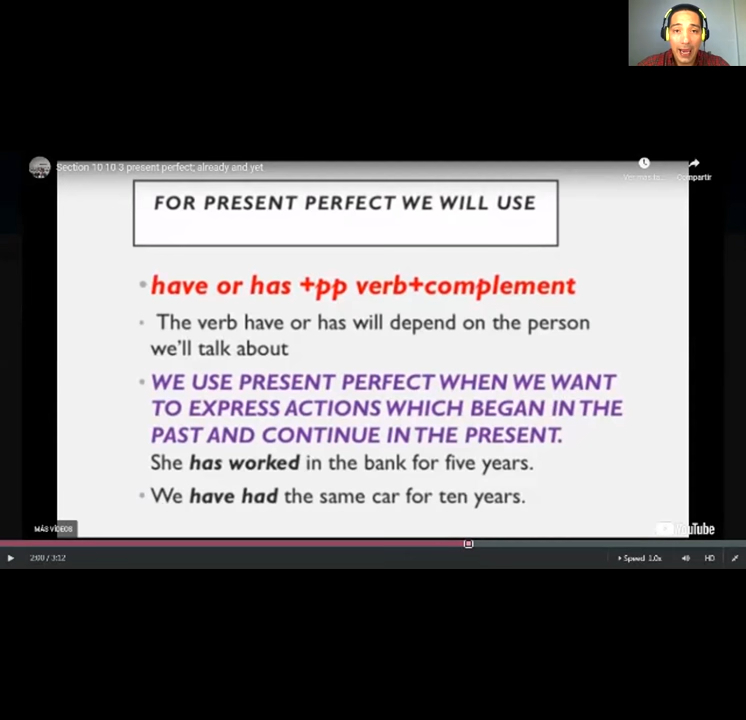 Section 10 10 3 present perfect; already and yet
Compartir
FOR PRESENT PERFECT WE WILL USE
•have or has +pp verb+complement
• The verb have or has will depend on the person
we'll talk about
• WE USE PRESENT PERFECT WHEN WE WANT
TO EXPRESS ACTIONS WHICH BEGAN IN THE
PAST AND CONTINUE IN THE PRESENT.
She has worked in the bank for five years.
• We have had the same car for ten years.
MÁS VÍDEOS
YouTube
2:00 / 3:12
Speed 1.0x
HD